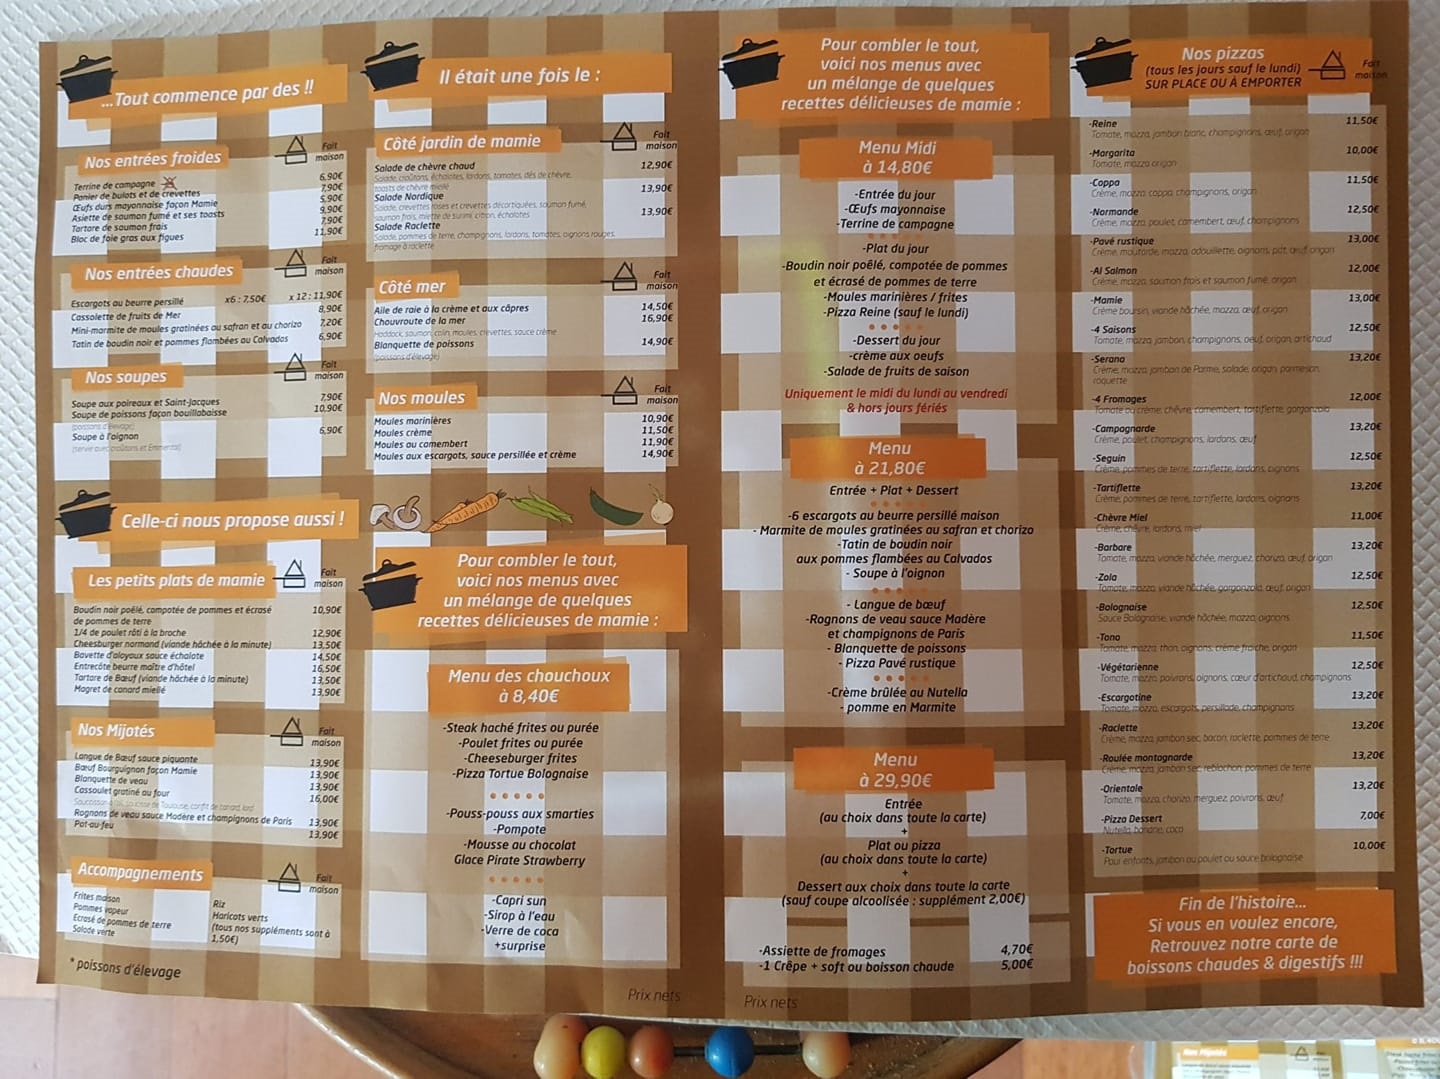 ...Tout commence par des !!
Nos entrées froides
Fait maison
Terrine de campagne 6,90€
Panier de bulots et de crevettes 7,90€
Œufs durs mayonnaise façon Mamie 5,90€
Asiette de saumon fumé et ses toasts 9,90€
Tartare de saumon frais 7,90€
Bloc de foie gras aux figues 11,90€
Nos entrées chaudes
Fait maison
Escargots au beurre persillé x6 : 7,50€ x 12 : 11,90€
Cassolette de fruits de Mer 8,90€
Mini-marmite de moules gratinées au safran et au chorizo 7,20€
Tatin de boudin noir et pommes flambées au Calvados 6,90€
Nos soupes
Fait maison
Soupe aux poireaux et Saint-Jacques 7,90€
Soupe de poissons façon bouillabaisse 10,90€
(poissons d'élevage)
Soupe à l'oignon 6,90€
(servie avec croûtons et Emmental)
Celle-ci nous propose aussi !
Les petits plats de mamie
Fait maison
Boudin noir poêlé, compotée de pommes et écrasé 10,90€
de pommes de terre
1/4 de poulet rôti à la broche 12,90€
Cheesburger normand (viande hâchée à la minute) 13,50€
Bavette d'aloyaux sauce échalote 14,50€
Entrecôte beurre maître d'hôtel 16,50€
Tartare de Bœuf (viande hâchée à la minute) 13,50€
Magret de canard miellé 13,90€
Nos Mijotés
Fait maison
Langue de Bœuf sauce piquante 13,90€
Bœuf Bourguignon façon Mamie 13,90€
Blanquette de veau 13,90€
Cassoulet gratiné au four 16,00€
saucisse de Toulouse, confit de canard, lard
Rognons de veau sauce Madère et champignons de Paris 13,90€
Pot-au-feu 13,90€
Accompagnements
Fait maison
Frites maison
Pommes vapeur
Ecrasé de pommes de terre
Salade verte
Riz
Haricots verts
(tous nos suppléments sont à
1,50€)
* poissons d'élevage
Il était une fois le :
Côté jardin de mamie
Fait maison
Salade de chèvre chaud 12,90€
Salade, croûtons, échalotes, lardons, tomates, dés de chèvre,
toasts de chèvre miellé
Salade Nordique 13,90€
Salade, crevettes roses et crevettes décortiquées, saumon fumé,
saumon frais, miette de surimi, citron, échalotes
Salade Raclette 13,90€
Salade, pommes de terre, champignons, lardons, tomates, oignons rouges,
fromage à raclette
Côté mer
Fait maison
Aile de raie à la crème et aux câpres 14,50€
Chouvroute de la mer 16,90€
Haddock, saumon, colin, moules, crevettes, sauce crème
Blanquette de poissons 14,90€
(poissons d'élevage)
Nos moules
Fait maison
Moules marinières 10,90€
Moules crème 11,50€
Moules au camembert 11,90€
Moules aux escargots, sauce persillée et crème 14,90€
Pour combler le tout,
voici nos menus avec
un mélange de quelques
recettes délicieuses de mamie :
Menu des chouchoux
à 8,40€
-Steak haché frites ou purée
-Poulet frites ou purée
-Cheeseburger frites
-Pizza Tortue Bolognaise
-Pouss-pouss aux smarties
-Pompote
-Mousse au chocolat
Glace Pirate Strawberry
-Capri sun
-Sirop à l'eau
-Verre de coca
+surprise
Prix nets
Pour combler le tout,
voici nos menus avec
un mélange de quelques
recettes délicieuses de mamie :
Menu Midi
à 14,80€
-Entrée du jour
-Œufs mayonnaise
-Terrine de campagne
-Plat du jour
-Boudin noir poêlé, compotée de pommes
et écrasé de pommes de terre
-Moules marinières / frites
-Pizza Reine (sauf le lundi)
-Dessert du jour
-crème aux oeufs
-Salade de fruits de saison
Uniquement le midi du lundi au vendredi
& hors jours fériés
Menu
à 21,80€
Entrée + Plat + Dessert
-6 escargots au beurre persillé maison
- Marmite de moules gratinées au safran et chorizo
-Tatin de boudin noir
aux pommes flambées au Calvados
- Soupe à l'oignon
- Langue de bœuf
-Rognons de veau sauce Madère
et champignons de Paris
- Blanquette de poissons
- Pizza Pavé rustique
-Crème brûlée au Nutella
- pomme en Marmite
Menu
à 29,90€
Entrée
(au choix dans toute la carte)
+
Plat ou pizza
(au choix dans toute la carte)
+
Dessert aux choix dans toute la carte
(sauf coupe alcoolisée : supplément 2,00€)
-Assiette de fromages 4,70€
-1 Crêpe + soft ou boisson chaude 5,00€
Prix nets
Nos pizzas
(tous les jours sauf le lundi)
SUR PLACE OU À EMPORTER
Fait maison
-Reine 11,50€
Tomate, mozza, jambon blanc, champignons, œuf, origan
-Margarita 10,00€
Tomate, mozza origan
-Coppa 11,50€
Crème, mozza, coppa, champignons, origan
-Normande 12,50€
Crème, mozza, poulet, camembert, œuf, champignons
-Pavé rustique 13,00€
Crème, moutarde, mozza, adouillette, oignons, pdt, œuf, origan
-Al Salmon 12,00€
Crème, mozza, saumon frais et saumon fumé, origan
-Mamie 13,00€
Crème boursin, viande hâchée, mozza, œuf, origan
-4 Saisons 12,50€
Tomate, mozza, jambon, champignons, oeuf, origan, artichaud
-Serano 13,20€
Crème, mozza, jambon de Parme, salade, origan, parmesan,
roquette
-4 Fromages 12,00€
Tomate ou crème, chèvre, camembert, tartiflette, gorgonzola
-Campagnarde 13,20€
Crème, poulet, champignons, lardons, œuf
-Seguin 12,50€
Crème, pommes de terre, tartiflette, lardons, oignons
-Tartiflette 13,20€
Crème, pommes de terre, tartiflette, lardons, oignons
-Chèvre Miel 11,00€
Crème, chèvre, lardons, miel
-Barbare 13,20€
Tomate, mozza, viande hâchée, merguez, chorizo, œuf, origan
-Zola 12,50€
Tomate, mozza, viande hâchée, gorgonzola, œuf, origan
-Bolognaise 12,50€
Sauce Bolognaise, viande hâchée, mozza, oignons
-Tono 11,50€
Tomate, mozza, thon, oignons, crème fraîche, origan
-Végétarienne 12,50€
Tomate, mozza, poivrons, oignons, cœur d'artichaud, champignons
-Escargotine 13,20€
Tomate, mozza, escargots, persillade, champignons
-Raclette 13,20€
Crème, mozza, jambon sec, bacon, raclette, pommes de terre
-Roulée montagnarde 13,20€
Crème, mozza, jambon sec, reblochon, pommes de terre
-Orientale 13,20€
Tomate, mozza, chorizo, merguez, poivrons, œuf
-Pizza Dessert 7,00€
Nutella, banane, coco
-Tortue 10,00€
Pour enfants, jambon ou poulet ou sauce bolognaise
Fin de l'histoire...
Si vous en voulez encore,
Retrouvez notre carte de
boissons chaudes & digestifs !!!
Nos Mijotés